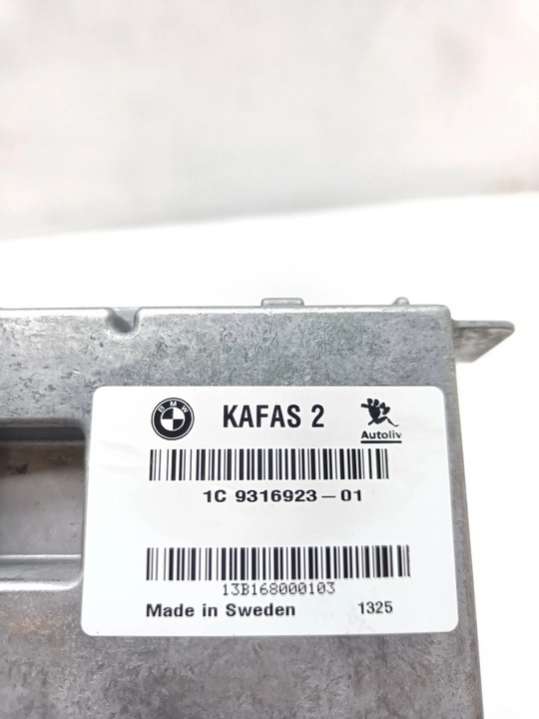 BMW
KAFAS 2
Autoliv
1C 9316923-01
13B168000103
Made in Sweden 1325